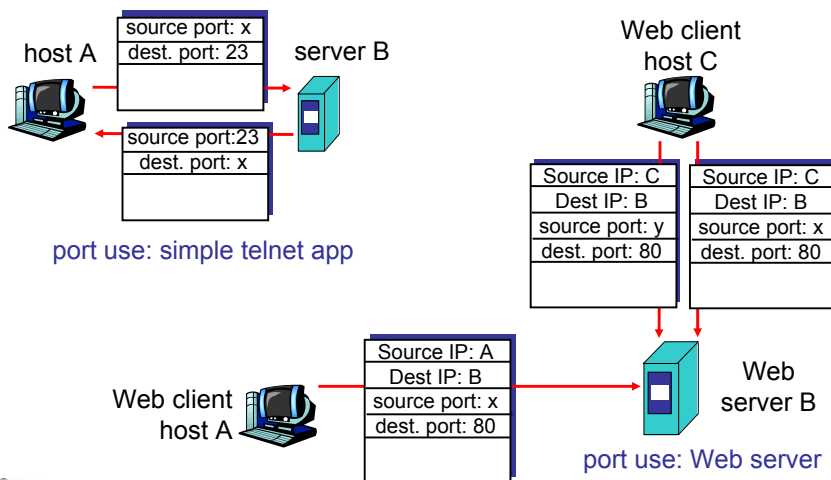 host A
source port: x
dest. port: 23
server B
source port:23
dest. port: x
port use: simple telnet app
Web client
host C
Source IP: C
Dest IP: B
source port: y
dest. port: 80
Source IP: C
Dest IP: B
source port: x
dest. port: 80
Web client
host A
Source IP: A
Dest IP: B
source port: x
dest. port: 80
Web
server B
port use: Web server